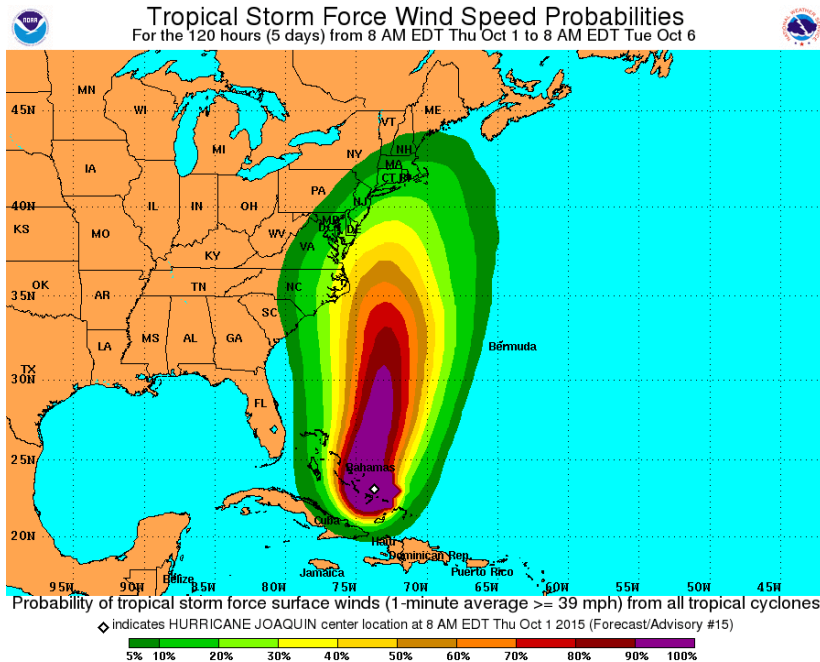 NOAA
Tropical Storm Force Wind Speed Probabilities
For the 120 hours (5 days) from 8 AM EDT Thu Oct 1 to 8 AM EDT Tue Oct 6
NATIONAL WEATHER SERVICE
45N
MN
WI
MI
VT
ME
NH
NY
MA
CT RI
IA
PA
NJ
40N
IL
IN
OH
MD
DC
DE
KS
MO
WV
VA
KY
OK
AR
TN
NC
35N
SC
MS
AL
GA
LA
Bermuda
TX
30N
FL
25N
Bahamas
Cuba
20N
Haiti
Dominican Rep.
Jamaica
Puerto Rico
Belize
95W 90W 85W 80W 75W 70W 65W 60W 55W 50W 45W
Probability of tropical storm force surface winds (1-minute average >= 39 mph) from all tropical cyclones
indicates HURRICANE JOAQUIN center location at 8 AM EDT Thu Oct 1 2015 (Forecast/Advisory #15)
5% 10% 20% 30% 40% 50% 60% 70% 80% 90% 100%